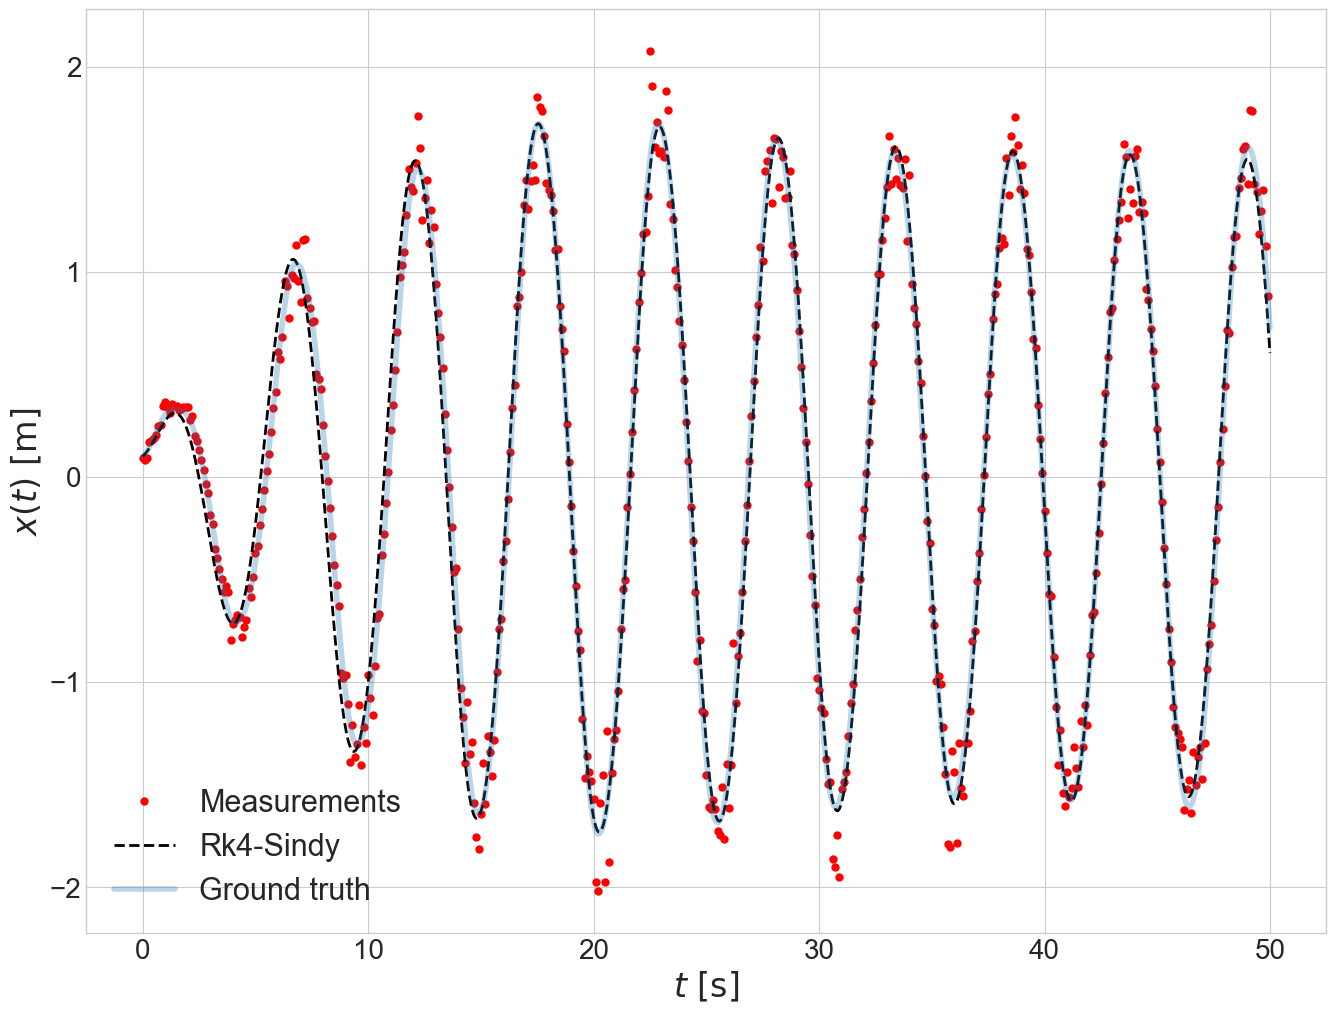 2
1
0
−1
−2
x(t) [m]
Measurements
Rk4-Sindy
Ground truth
0 10 20 30 40 50
t [s]